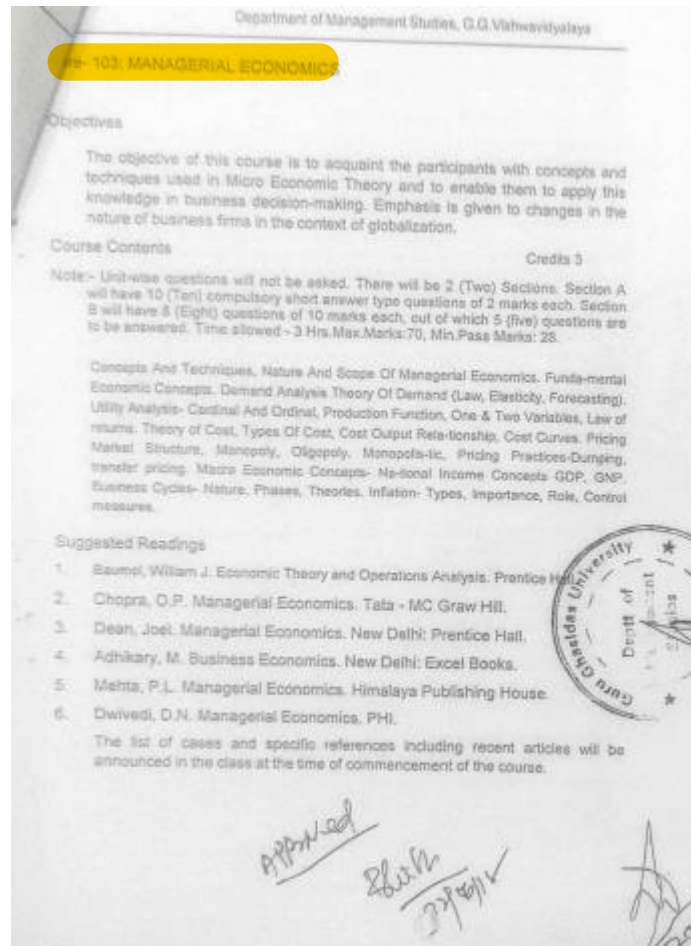 Department of Management Studies, G.G.Vishwavidyalaya
103: MANAGERIAL ECONOMICS
Objectives
The objective of this course is to acquaint the participants with concepts and
techniques used in Micro Economic Theory and to enable them to apply this
knowledge in business decision-making. Emphasis is given to changes in the
nature of business firms in the context of globalization.
Course Contents
Credits 3
Note:- Unit-wise questions will not be asked. There will be 2 (Two) Sections. Section A
will have 10 (Ten) compulsory short answer type questions of 2 marks each. Section
B will have 8 (Eight) questions of 10 marks each, out of which 5 (five) questions are
to be answered. Time allowed - 3 Hrs.Max.Marks:70, Min.Pass Marks: 28.
Concepts And Techniques, Nature And Scope Of Managerial Economics. Funda-mental
Economic Concepts. Demand Analysis Theory Of Demand (Law, Elasticity, Forecasting).
Utility Analysis- Cardinal And Ordinal, Production Function, One & Two Variables, Law of
returns. Theory of Cost, Types Of Cost, Cost Output Rela-tionship, Cost Curves. Pricing
Market Structure, Monopoly, Oligopoly. Monopolis-tic, Pricing Practices-Dumping,
transfer pricing. Macro Economic Concepts- Na-tional Income Concepts GDP, GNP.
Business Cycles- Nature, Phases, Theories. Inflation- Types, Importance, Role, Control
measures.
Suggested Readings
1. Baumol, William J. Economic Theory and Operations Analysis. Prentice
2. Chopra, O.P. Managerial Economics. Tata - MC Graw Hill.
3. Dean, Joel. Managerial Economics. New Delhi: Prentice Hall.
4. Adhikary, M. Business Economics. New Delhi: Excel Books.
5. Mehta, P.L. Managerial Economics. Himalaya Publishing House.
6. Dwivedi, D.N. Managerial Economics. PHI.
The list of cases and specific references including recent articles will be
announced in the class at the time of commencement of the course.
Guru Ghasidas University
Deptt of
Approved